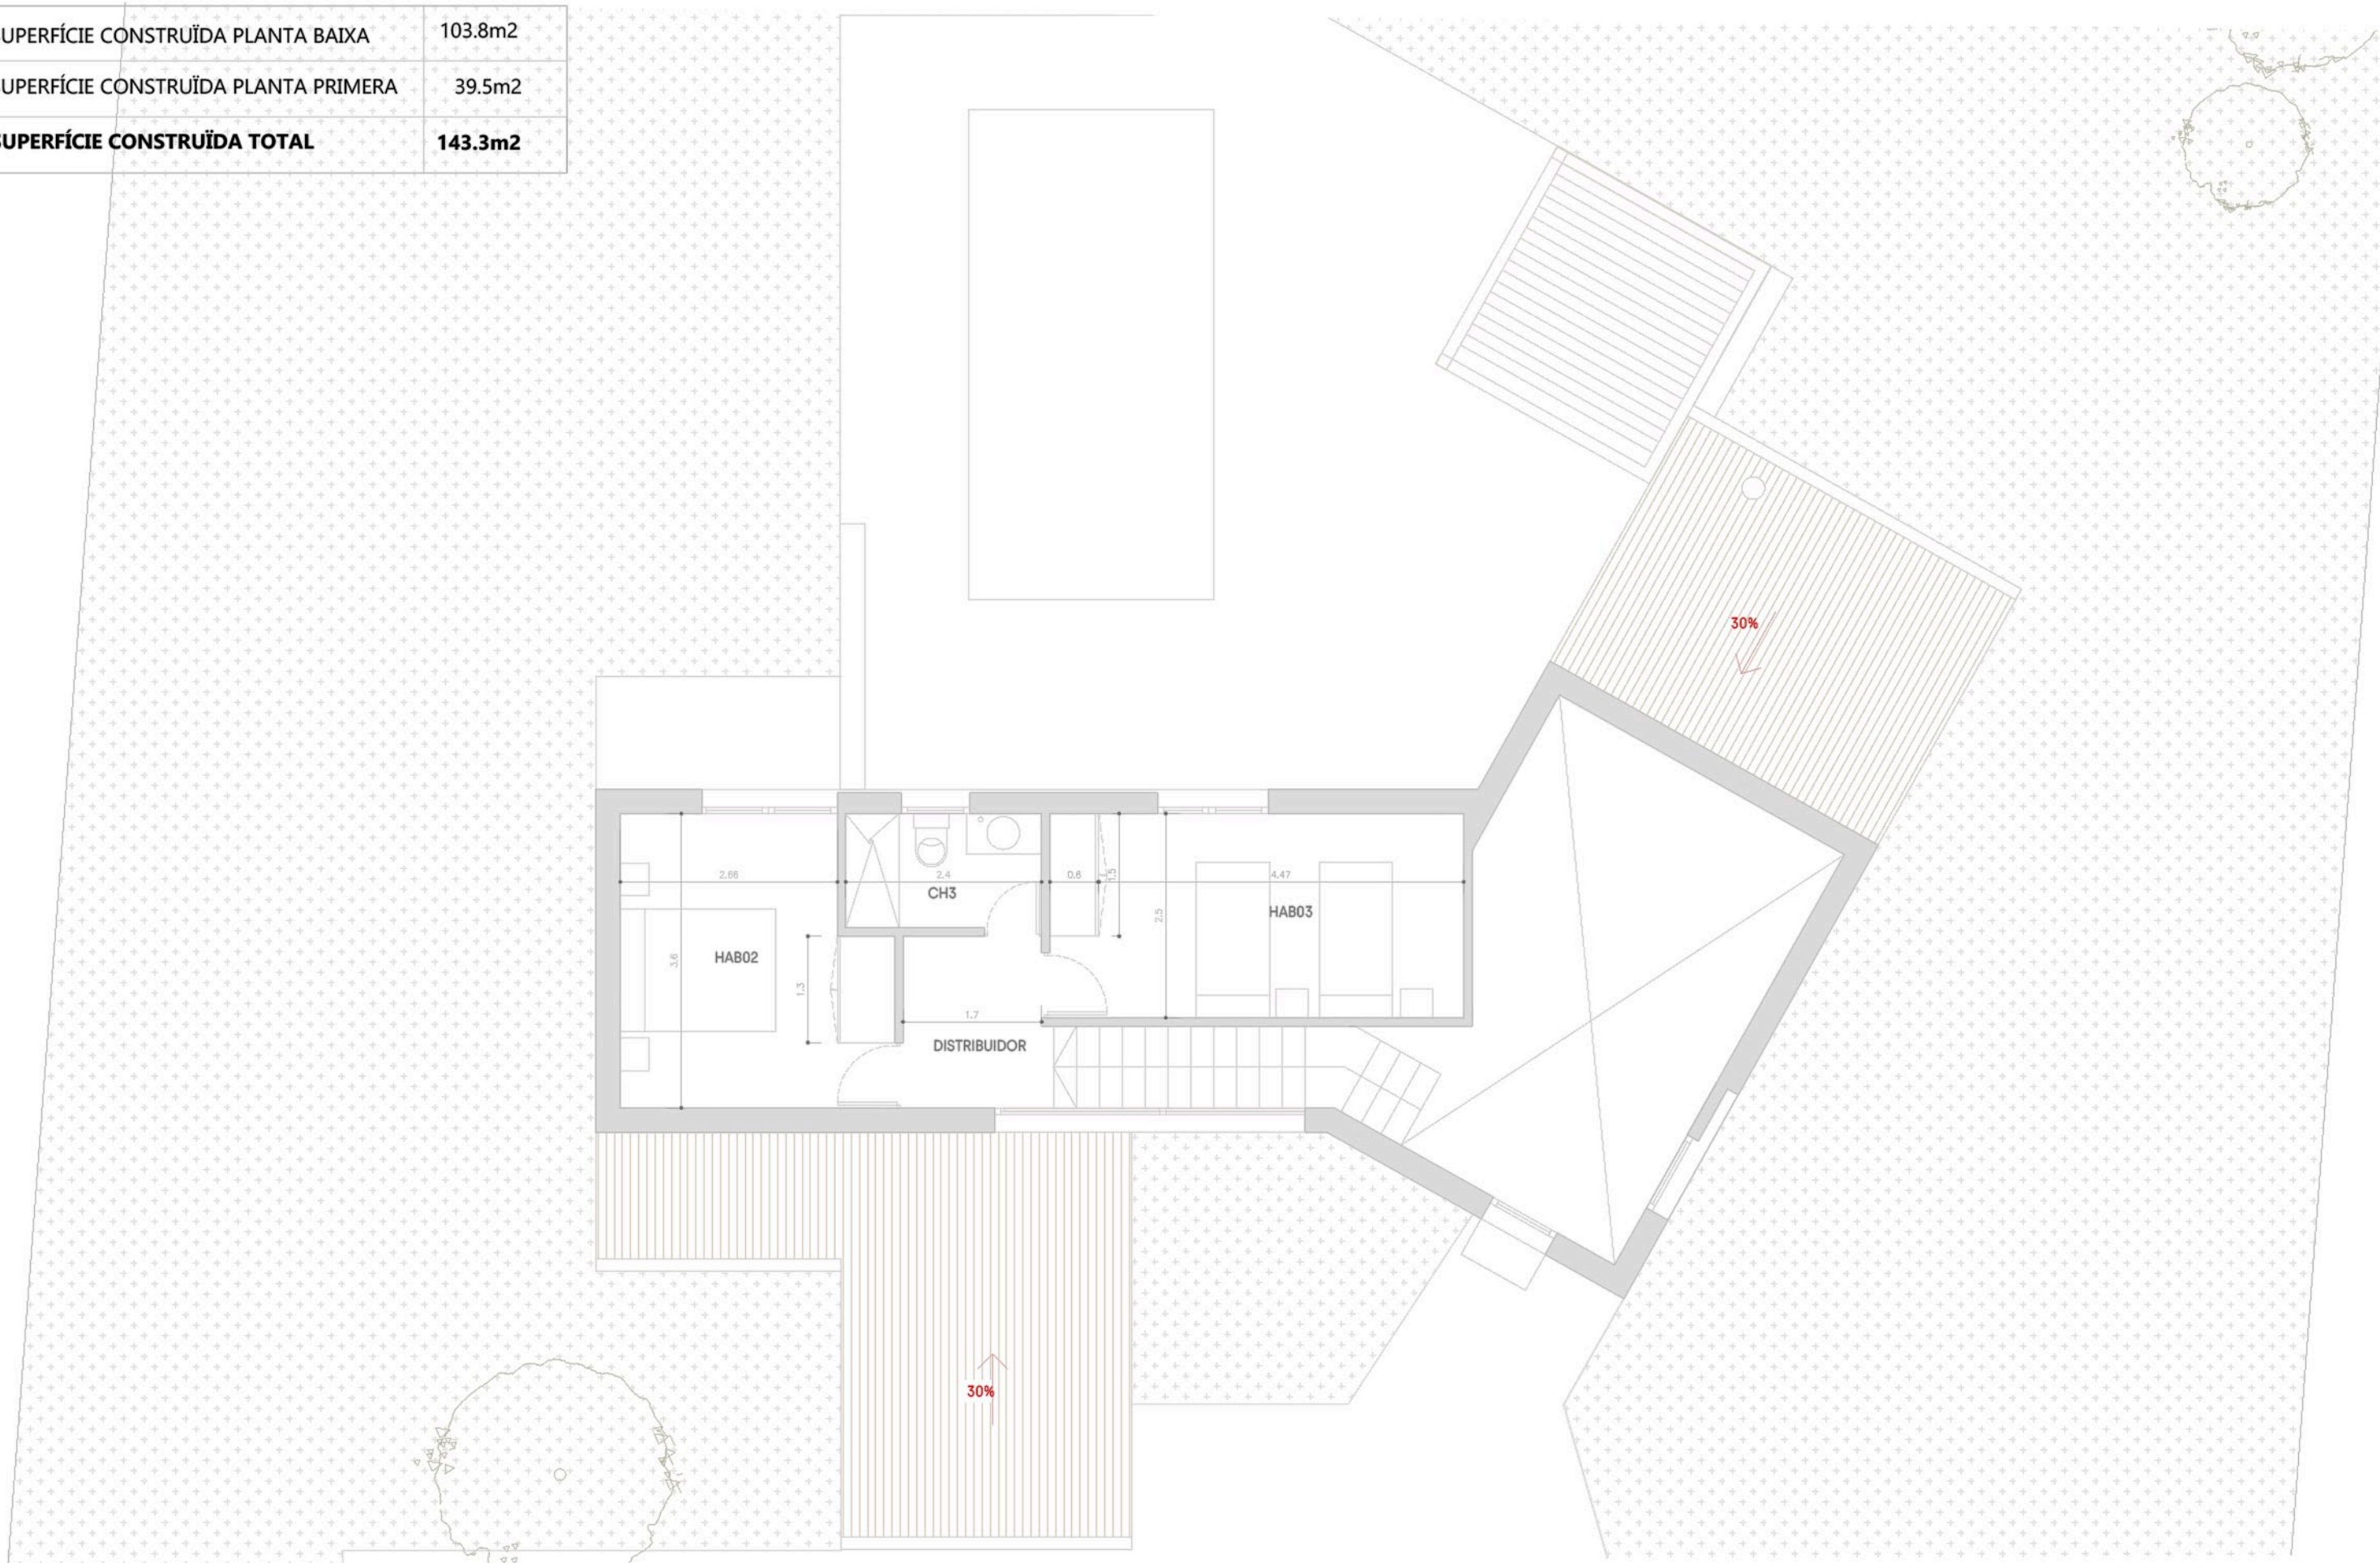 UPERFÍCIE CONSTRUÏDA PLANTA BAIXA 103.8m2
UPERFÍCIE CONSTRUÏDA PLANTA PRIMERA 39.5m2
SUPERFÍCIE CONSTRUÏDA TOTAL 143.3m2
30%
2.66
2.4
0.6
1.5
4.47
CH3
HAB03
2.5
HAB02
3.6
1.3
1.7
DISTRIBUIDOR
30%